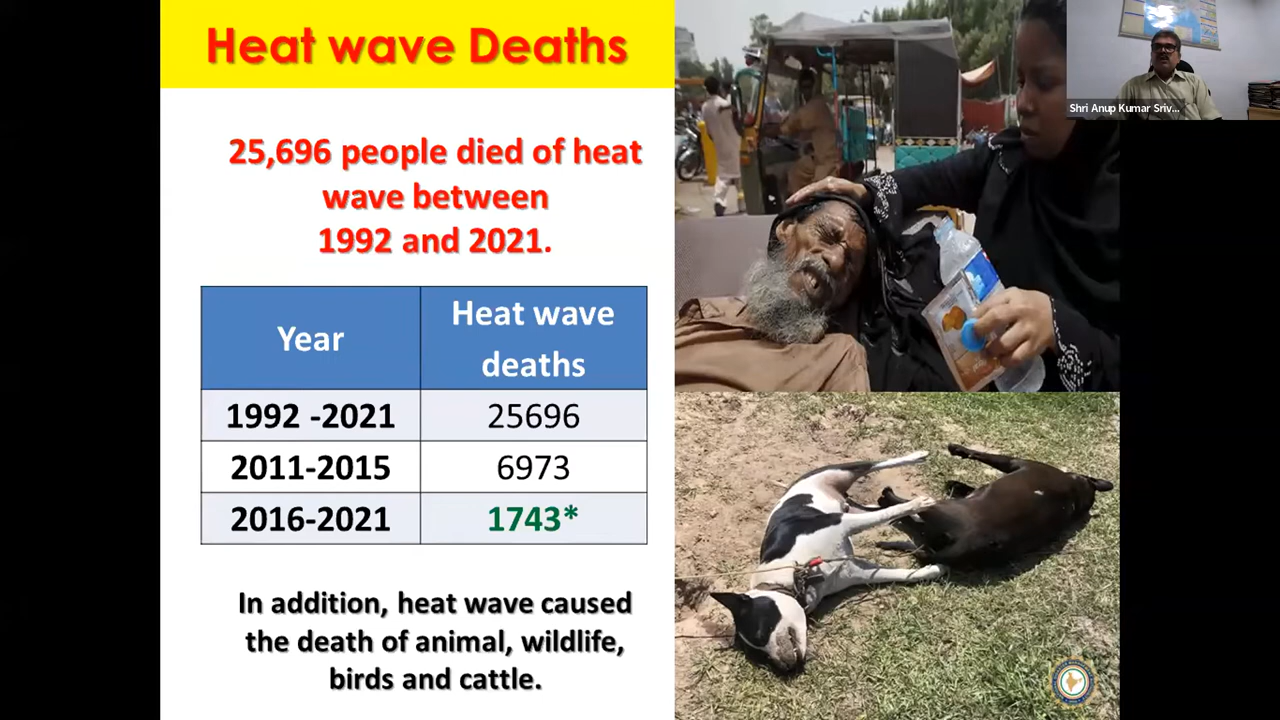 Heat wave Deaths
25,696 people died of heat
wave between
1992 and 2021.
Year
Heat wave
deaths
1992 -2021
25696
2011-2015
6973
2016-2021
1743*
In addition, heat wave caused
the death of animal, wildlife,
birds and cattle.
Shri Anup Kumar Sriv...